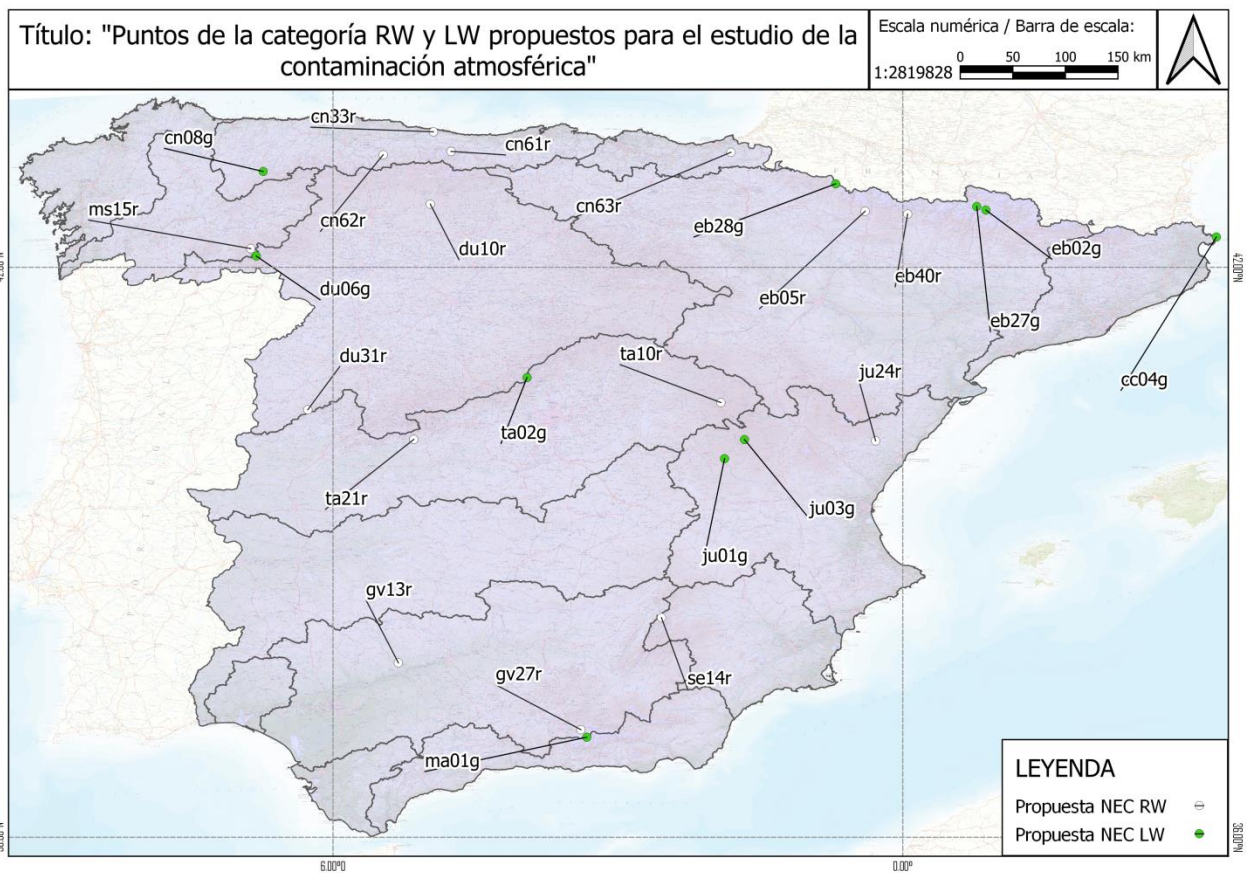 Título: "Puntos de la categoría RW y LW propuestos para el estudio de la
contaminación atmosférica"
Escala numérica / Barra de escala:
0 50 100 150 km
1:2819828
cn33r
cn08g
cn61r
ms15r
cn62r
cn63r
du10r
eb28g
eb02g
eb40r
du06g
eb05r
eb27g
du31r
ta10r
ju24r
cc04g
ta02g
ta21r
ju03g
ju01g
gv13r
gv27r
se14r
ma01g
LEYENDA
Propuesta NEC RW
Propuesta NEC LW
42.00°N
36.00°N
6.00°O
0.00°